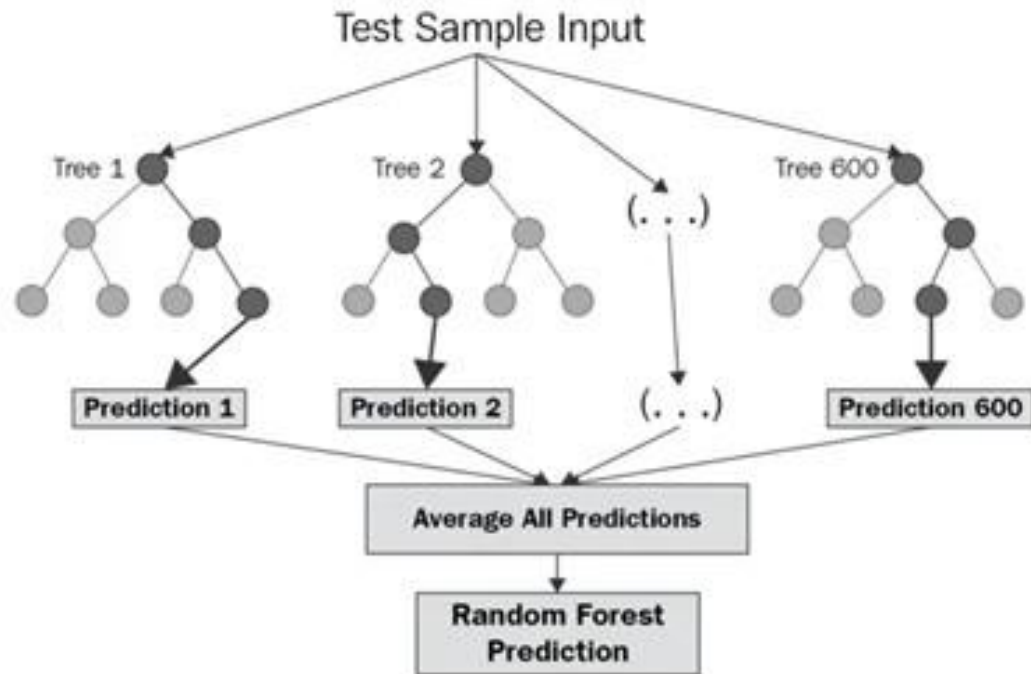 Test Sample Input
Tree 1
Tree 2
Tree 600
(. . .)
Prediction 1
Prediction 2
(. . .)
Prediction 600
Average All Predictions
Random Forest
Prediction